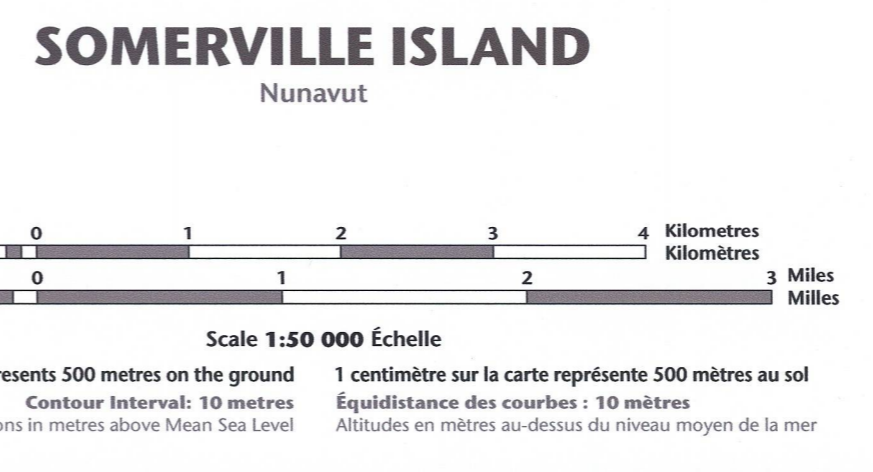 SOMERVILLE ISLAND
Nunavut
0 1 2 3 4 Kilometres
Kilomètres
0 1 2 3 Miles
Milles
Scale 1:50 000 Échelle
500 metres on the ground
1 centimètre sur la carte représente 500 mètres au sol
Contour Interval: 10 metres
Équidistance des courbes : 10 mètres
in metres above Mean Sea Level
Altitudes en mètres au-dessus du niveau moyen de la mer